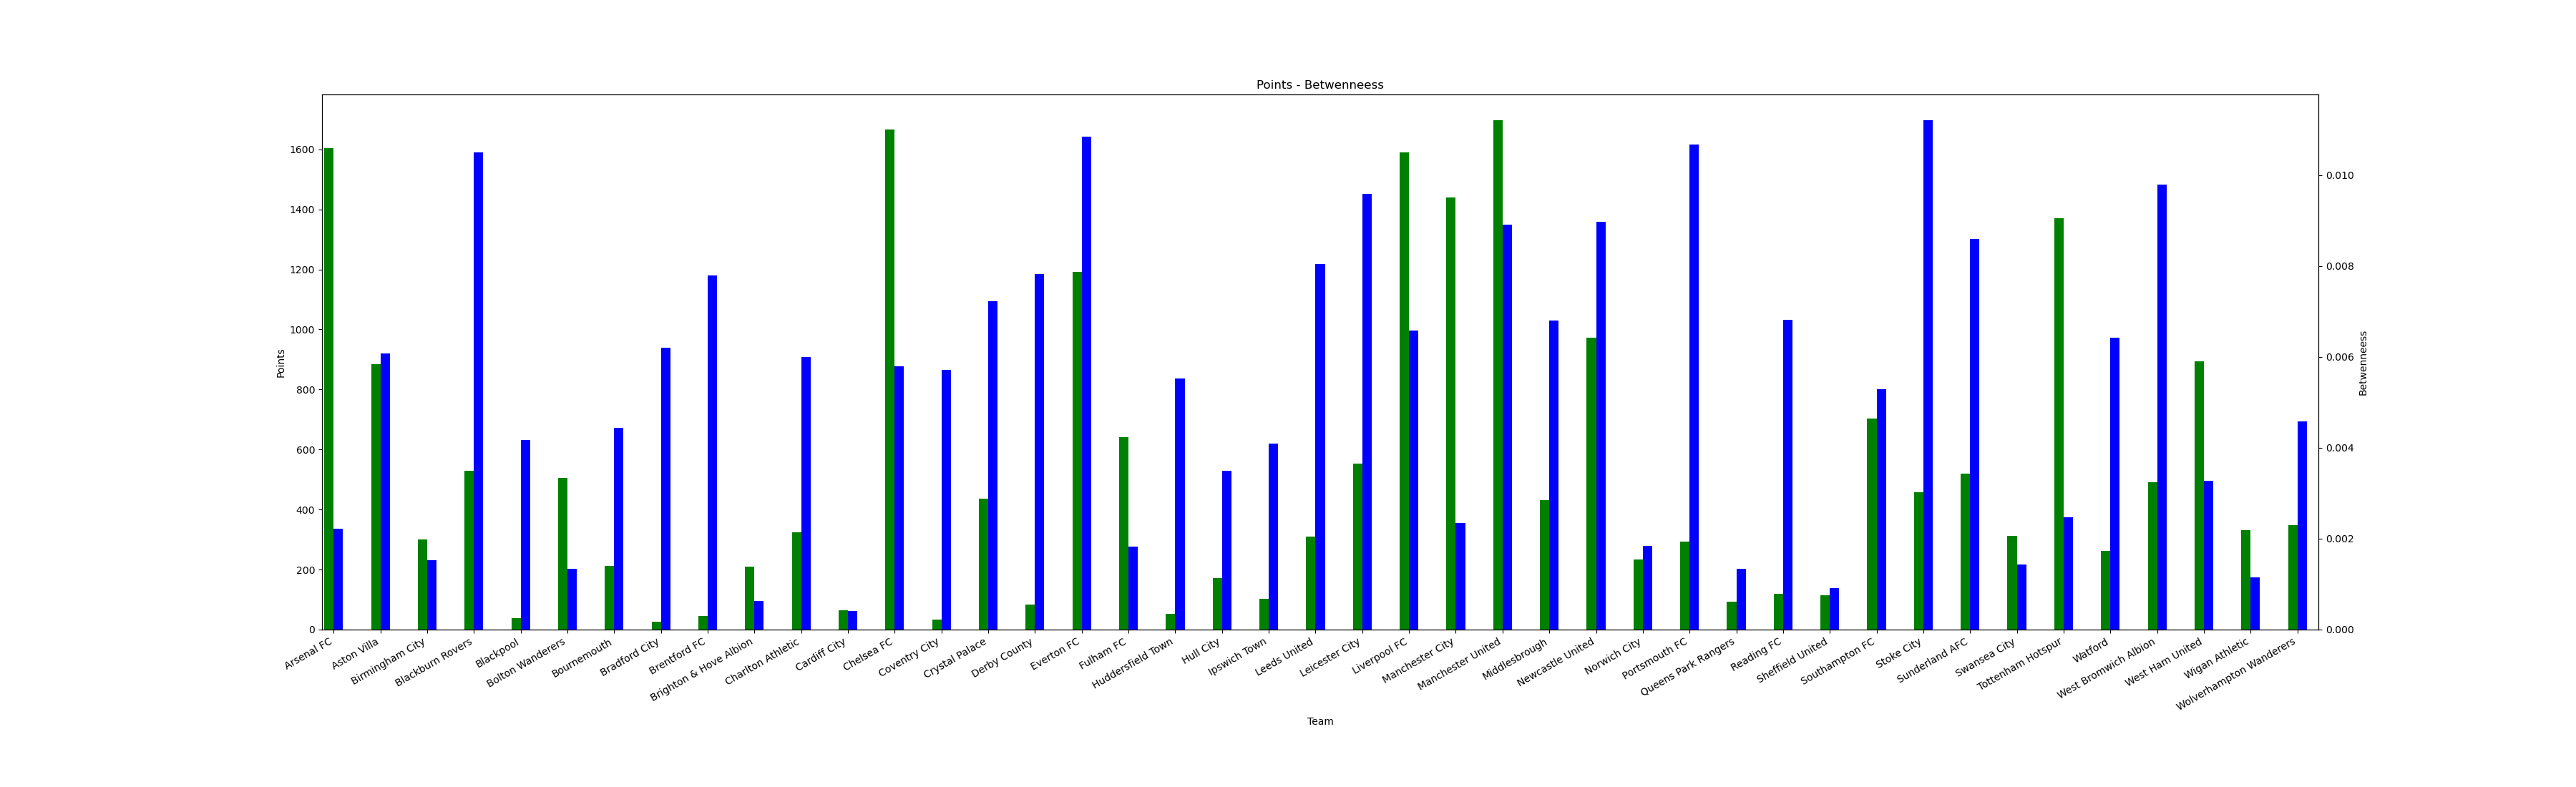 Points - Betwenneess
1600
1400
1200
1000
800
600
400
200
0
Points
0.010
0.008
0.006
0.004
0.002
0.000
Betwenneess
Arsenal FC
Aston Villa
Birmingham City
Blackburn Rovers
Blackpool
Bolton Wanderers
Bournemouth
Bradford City
Brentford FC
Brighton & Hove Albion
Charlton Athletic
Cardiff City
Chelsea FC
Coventry City
Crystal Palace
Derby County
Everton FC
Fulham FC
Huddersfield Town
Hull City
Ipswich Town
Leeds United
Leicester City
Liverpool FC
Manchester City
Manchester United
Middlesbrough
Newcastle United
Norwich City
Portsmouth FC
Queens Park Rangers
Reading FC
Sheffield United
Southampton FC
Stoke City
Sunderland AFC
Swansea City
Tottenham Hotspur
Watford
West Bromwich Albion
West Ham United
Wigan Athletic
Wolverhampton Wanderers
Team